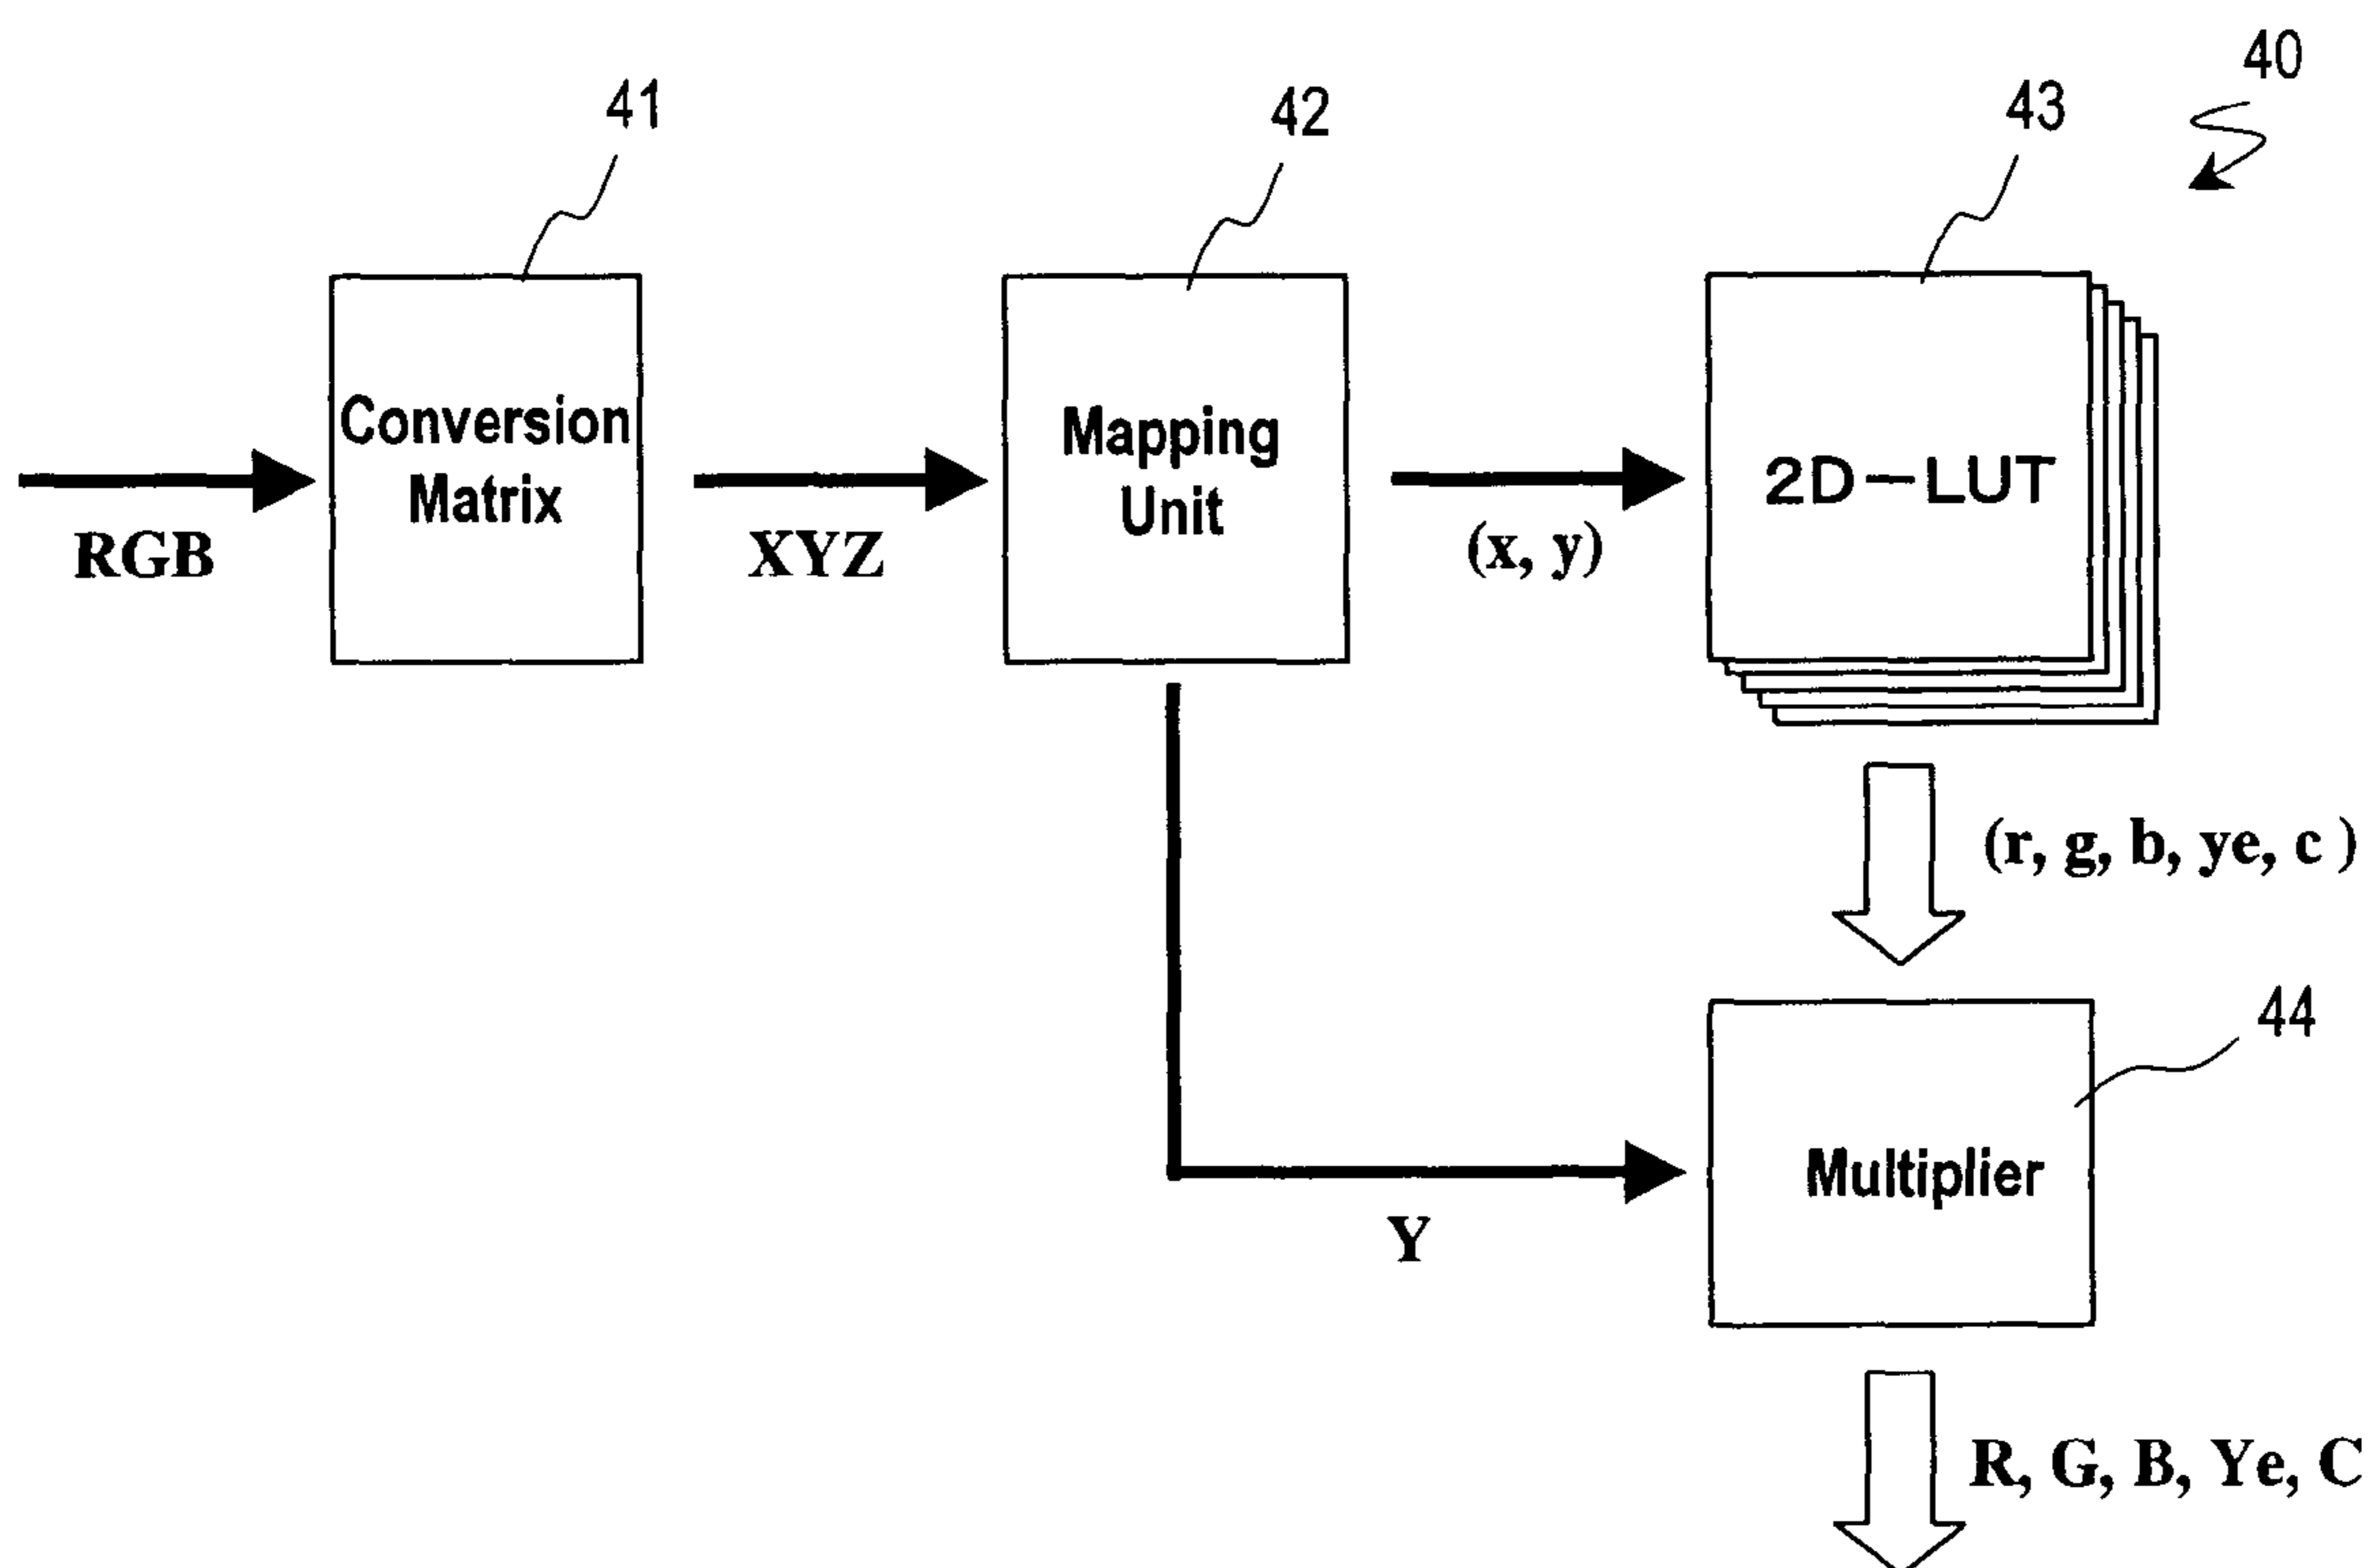 40
41
42
43
Conversion
Matrix
Mapping
Unit
2D-LUT
RGB
XYZ
(x, y)
(r, g, b, ye, c )
44
Multiplier
Y
R, G, B, Ye, C